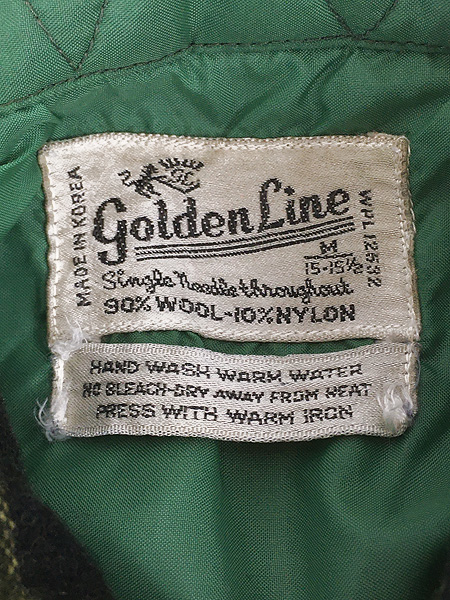 GL
Golden Line
MADE IN KOREA
WPL 12532
M
15-15½
Single Needle throughout
90% WOOL-10% NYLON
HAND WASH WARM WATER
NO BLEACH-DRY AWAY FROM HEAT
PRESS WITH WARM IRON